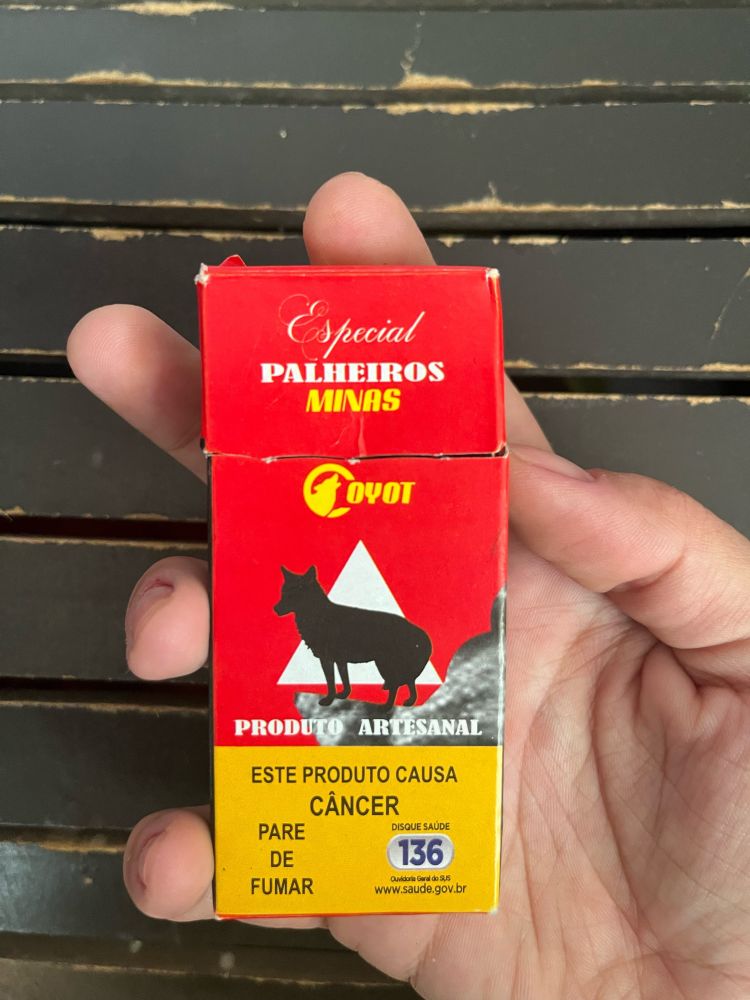 Especial
PALHEIROS
MINAS
COYOT
PRODUTO ARTESANAL
ESTE PRODUTO CAUSA
CÂNCER
PARE
DE
FUMAR
DISQUE SAÚDE
136
Ouvidoria Geral do SUS
www.saude.gov.br